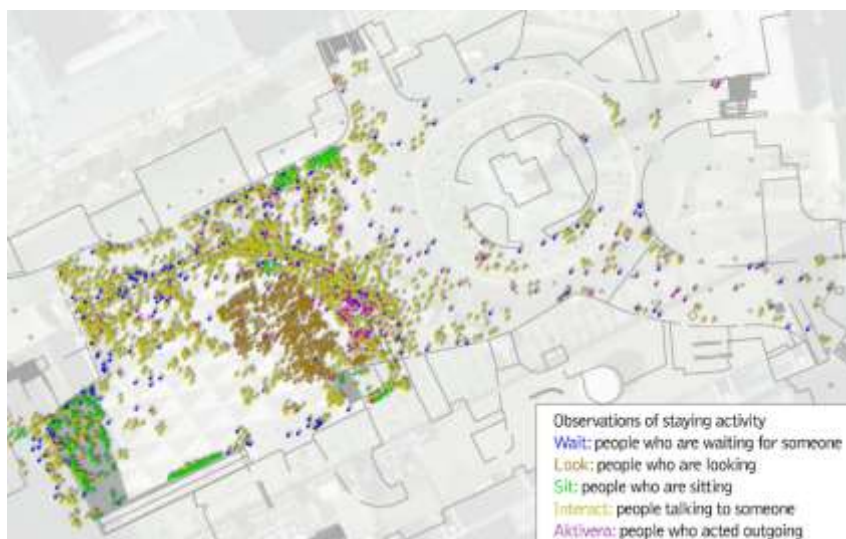 Observations of staying activity
Wait: people who are waiting for someone
Look: people who are looking
Sit: people who are sitting
Interact: people talking to someone
Aktivera: people who acted outgoing